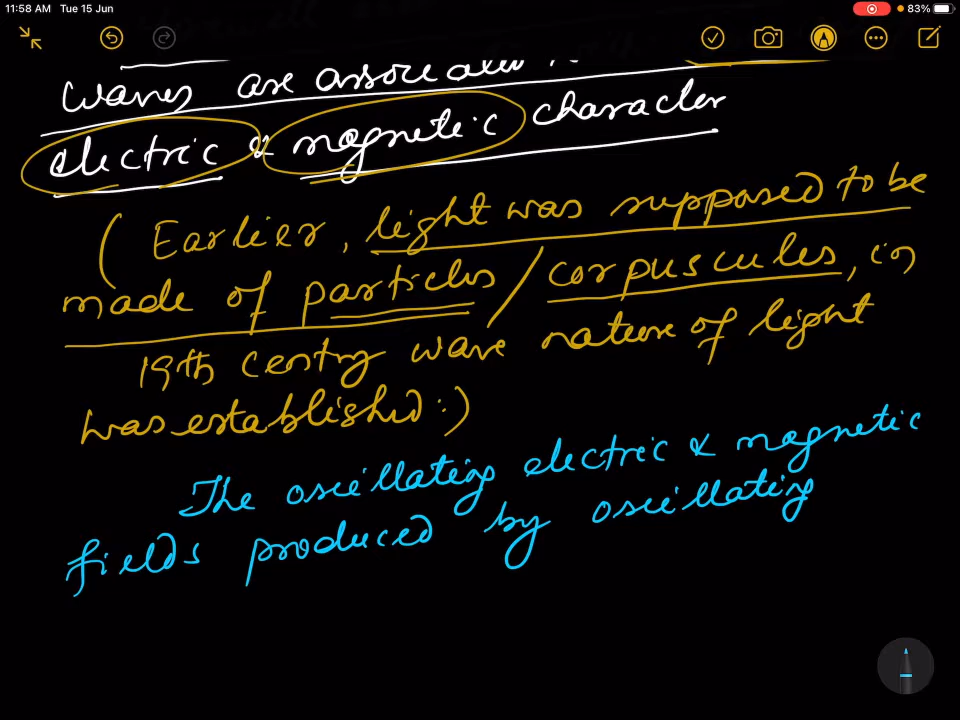 11:58 AM Tue 15 Jun 83%
waves are associated
electric & magnetic character
( Earlier, light was supposed to be
made of particles / corpuscules, in
19th century wave nature of light
was established :)
The oscillating electric & magnetic
fields produced by oscillating